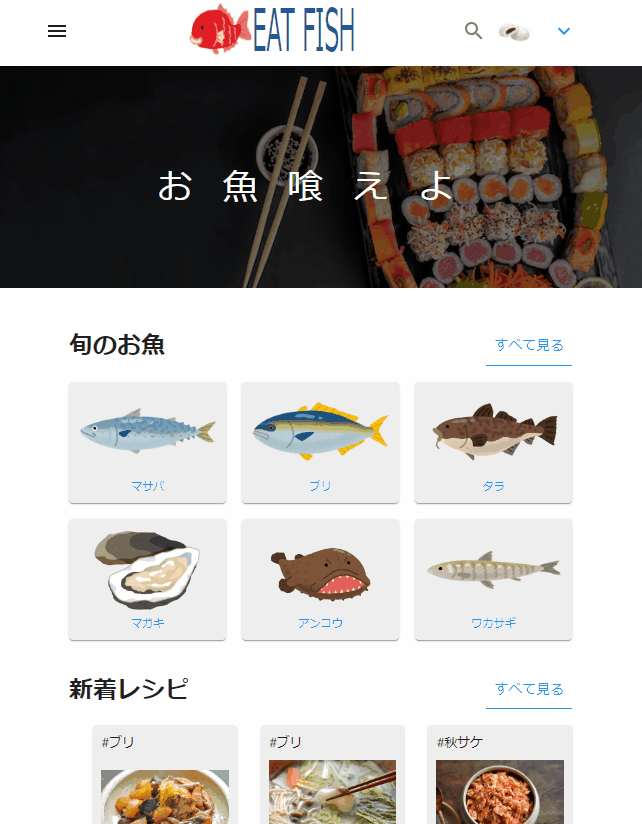 EAT FISH
お魚喰えよ
旬のお魚
すべて見る
マサバ
ブリ
タラ
マガキ
アンコウ
ワカサギ
新着レシピ
すべて見る
#ブリ
#ブリ
#秋サケ